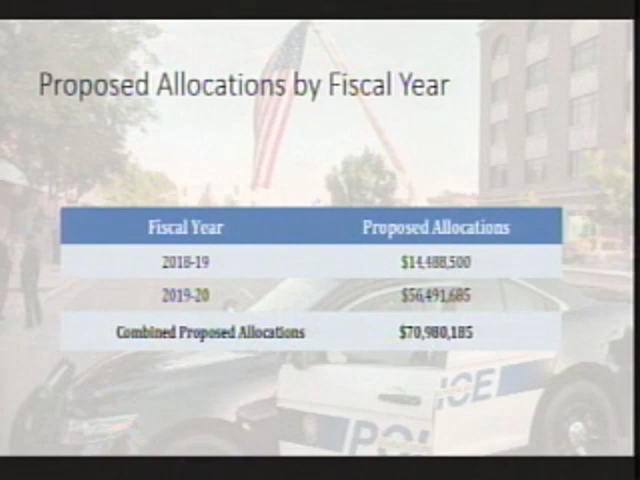 Proposed Allocations by Fiscal Year
Fiscal Year Proposed Allocations
2018-19 $14,488,500
2019-20 $56,491,685
Combined Proposed Allocations $70,980,185
POLICE